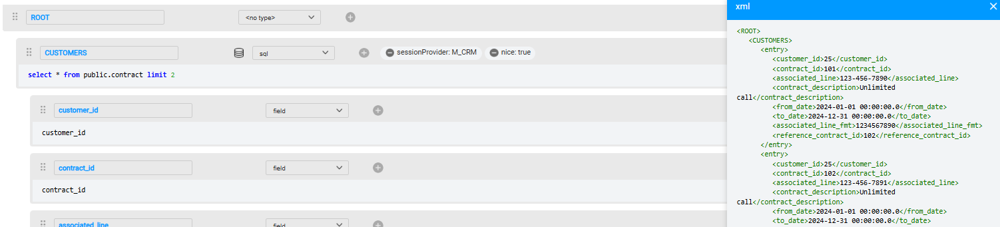 ROOT
<no type>
CUSTOMERS
sql
sessionProvider: M_CRM
nice: true
select * from public.contract limit 2
customer_id
field
customer_id
contract_id
field
contract_id
associated_line
field
xml
<ROOT>
<CUSTOMERS>
<entry>
<customer_id>25</customer_id>
<contract_id>101</contract_id>
<associated_line>123-456-7890</associated_line>
<contract_description>Unlimited
call</contract_description>
<from_date>2024-01-01 00:00:00.0</from_date>
<to_date>2024-12-31 00:00:00.0</to_date>
<associated_line_fmt>1234567890</associated_line_fmt>
<reference_contract_id>102</reference_contract_id>
</entry>
<entry>
<customer_id>25</customer_id>
<contract_id>102</contract_id>
<associated_line>123-456-7891</associated_line>
<contract_description>Unlimited
call</contract_description>
<from_date>2024-01-01 00:00:00.0</from_date>
<to_date>2024-12-31 00:00:00.0</to_date>